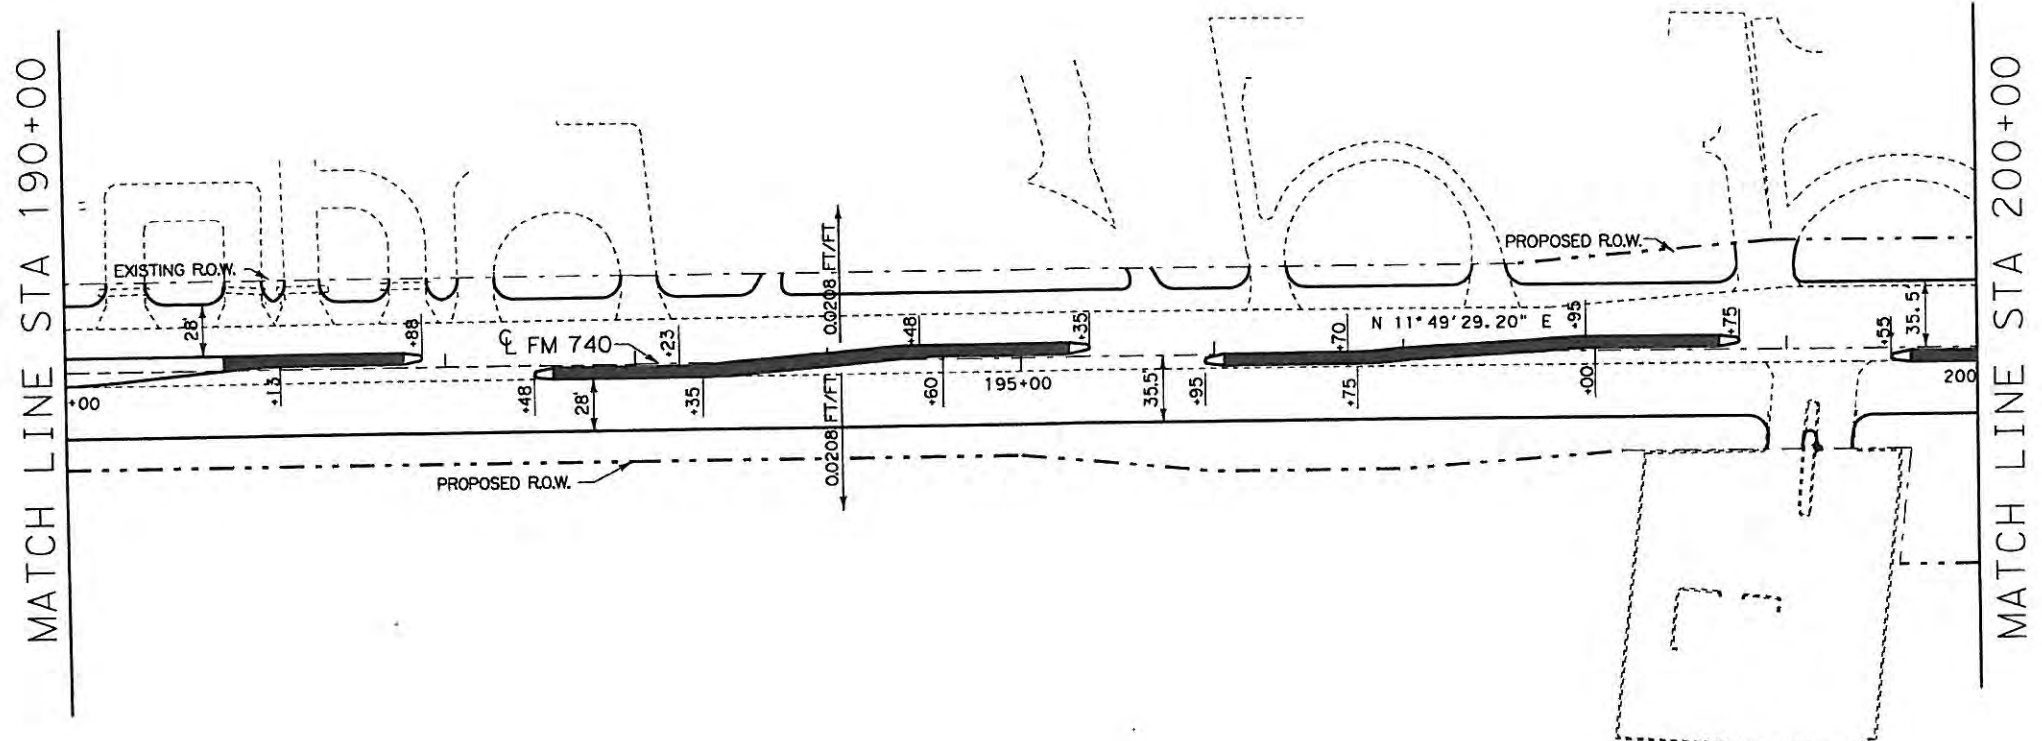 MATCH LINE STA 190+00
EXISTING R.O.W.
28'
+88
℄ FM 740
+23
0.0208 FT/FT
+48
+35
+70
N 11°49'29.20" E
+95
PROPOSED R.O.W.
+75
+55
35.5'
+00
+13
+48
28'
+35
0.0208 FT/FT
+60
195+00
35.5'
+95
+75
+00
200
PROPOSED R.O.W.
MATCH LINE STA 200+00